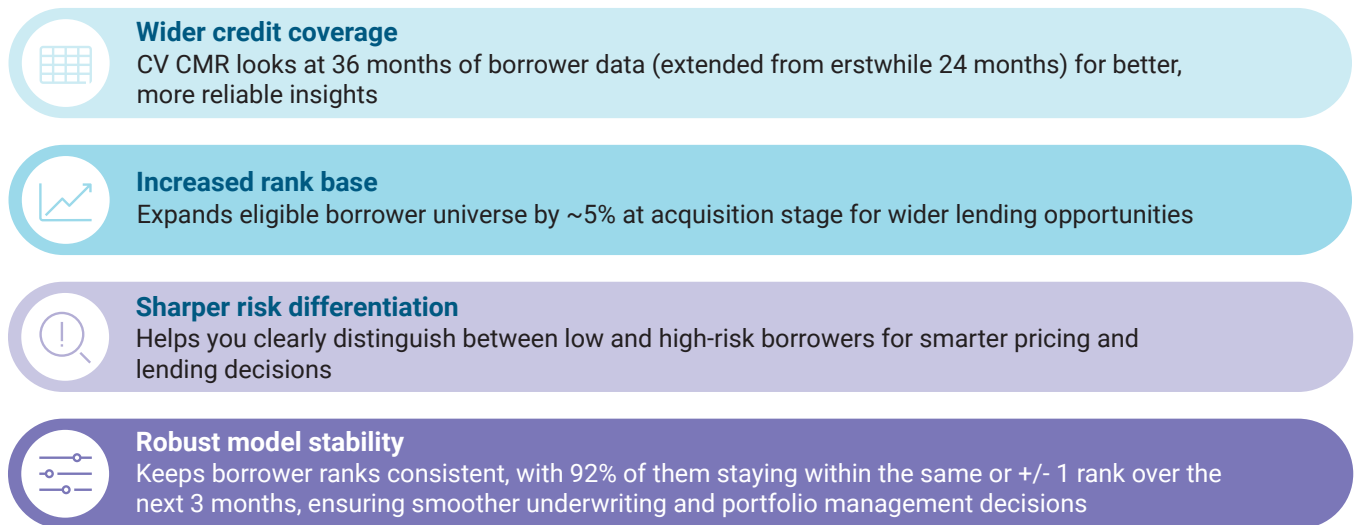 Wider credit coverage
CV CMR looks at 36 months of borrower data (extended from erstwhile 24 months) for better,
more reliable insights
Increased rank base
Expands eligible borrower universe by ~5% at acquisition stage for wider lending opportunities
Sharper risk differentiation
Helps you clearly distinguish between low and high-risk borrowers for smarter pricing and
lending decisions
Robust model stability
Keeps borrower ranks consistent, with 92% of them staying within the same or +/- 1 rank over the
next 3 months, ensuring smoother underwriting and portfolio management decisions